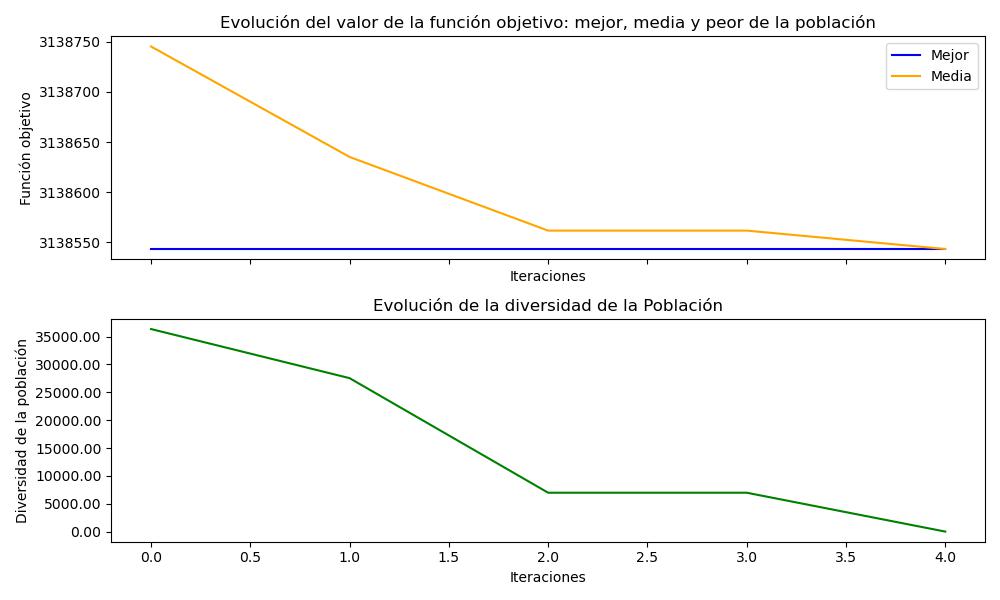 Evolución del valor de la función objetivo: mejor, media y peor de la población
3138750
3138700
3138650
3138600
3138550
Función objetivo
Mejor
Media
Iteraciones
Evolución de la diversidad de la Población
35000.00
30000.00
25000.00
20000.00
15000.00
10000.00
5000.00
0.00
Diversidad de la población
0.0 0.5 1.0 1.5 2.0 2.5 3.0 3.5 4.0
Iteraciones